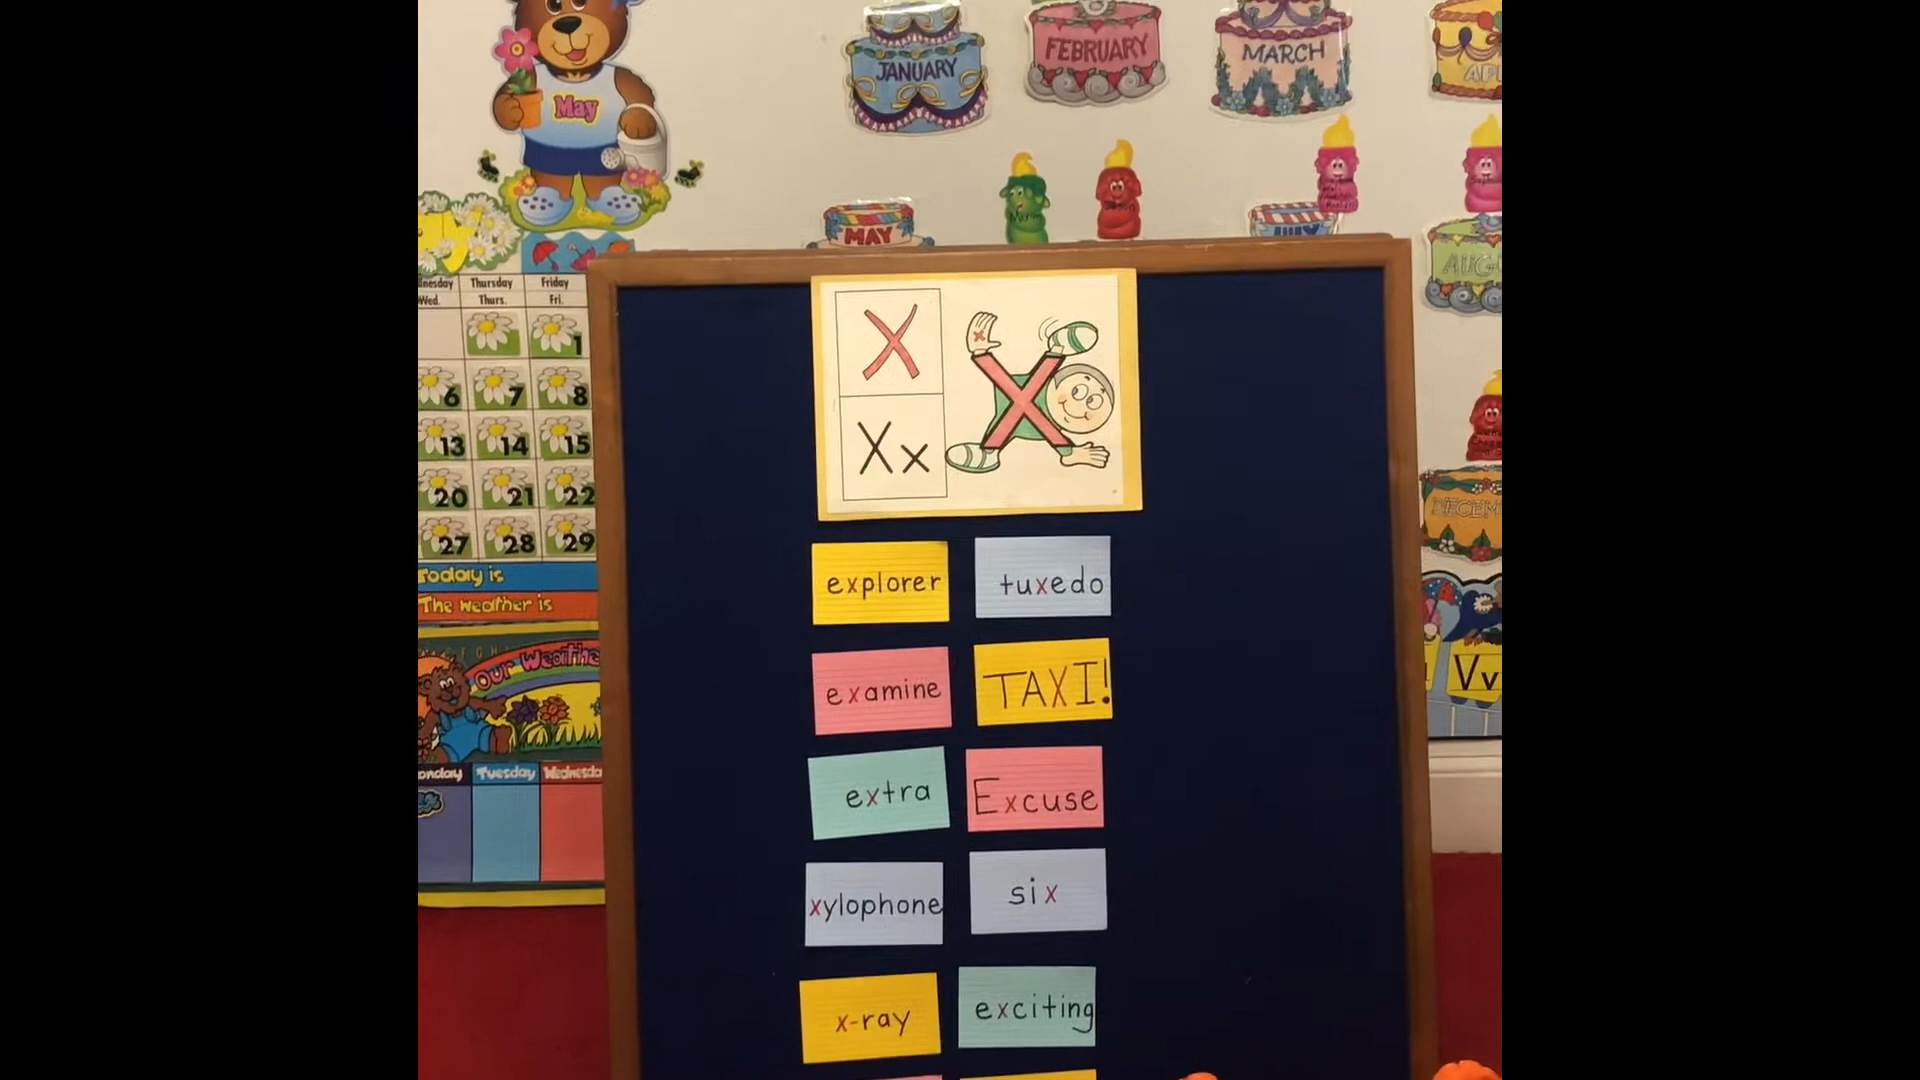 JANUARY
FEBRUARY
MARCH
May
MAY
Thursday
Friday
Wed.
Thurs.
Fri.
1
6 7 8
13 14 15
20 21 22
27 28 29
Today is
The weather is
Our
Tuesday
X
Xx
x
X
explorer
tuxedo
examine
TAXI!
extra
Excuse
xylophone
six
x-ray
exciting
Vv